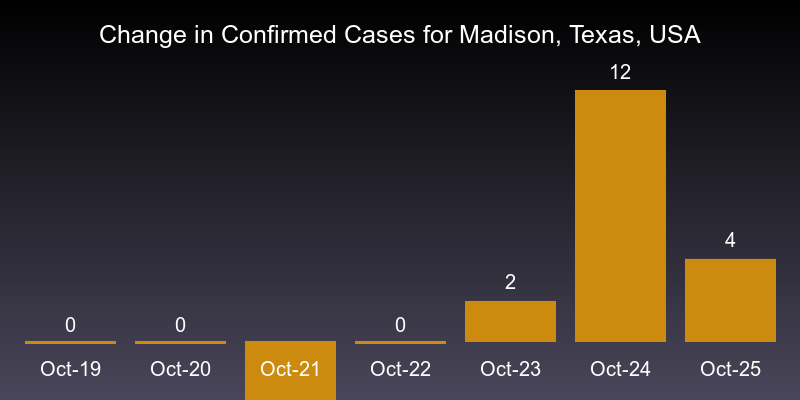 Change in Confirmed Cases for Madison, Texas, USA
12
4
2
0 0 0
Oct-19 Oct-20 Oct-21 Oct-22 Oct-23 Oct-24 Oct-25